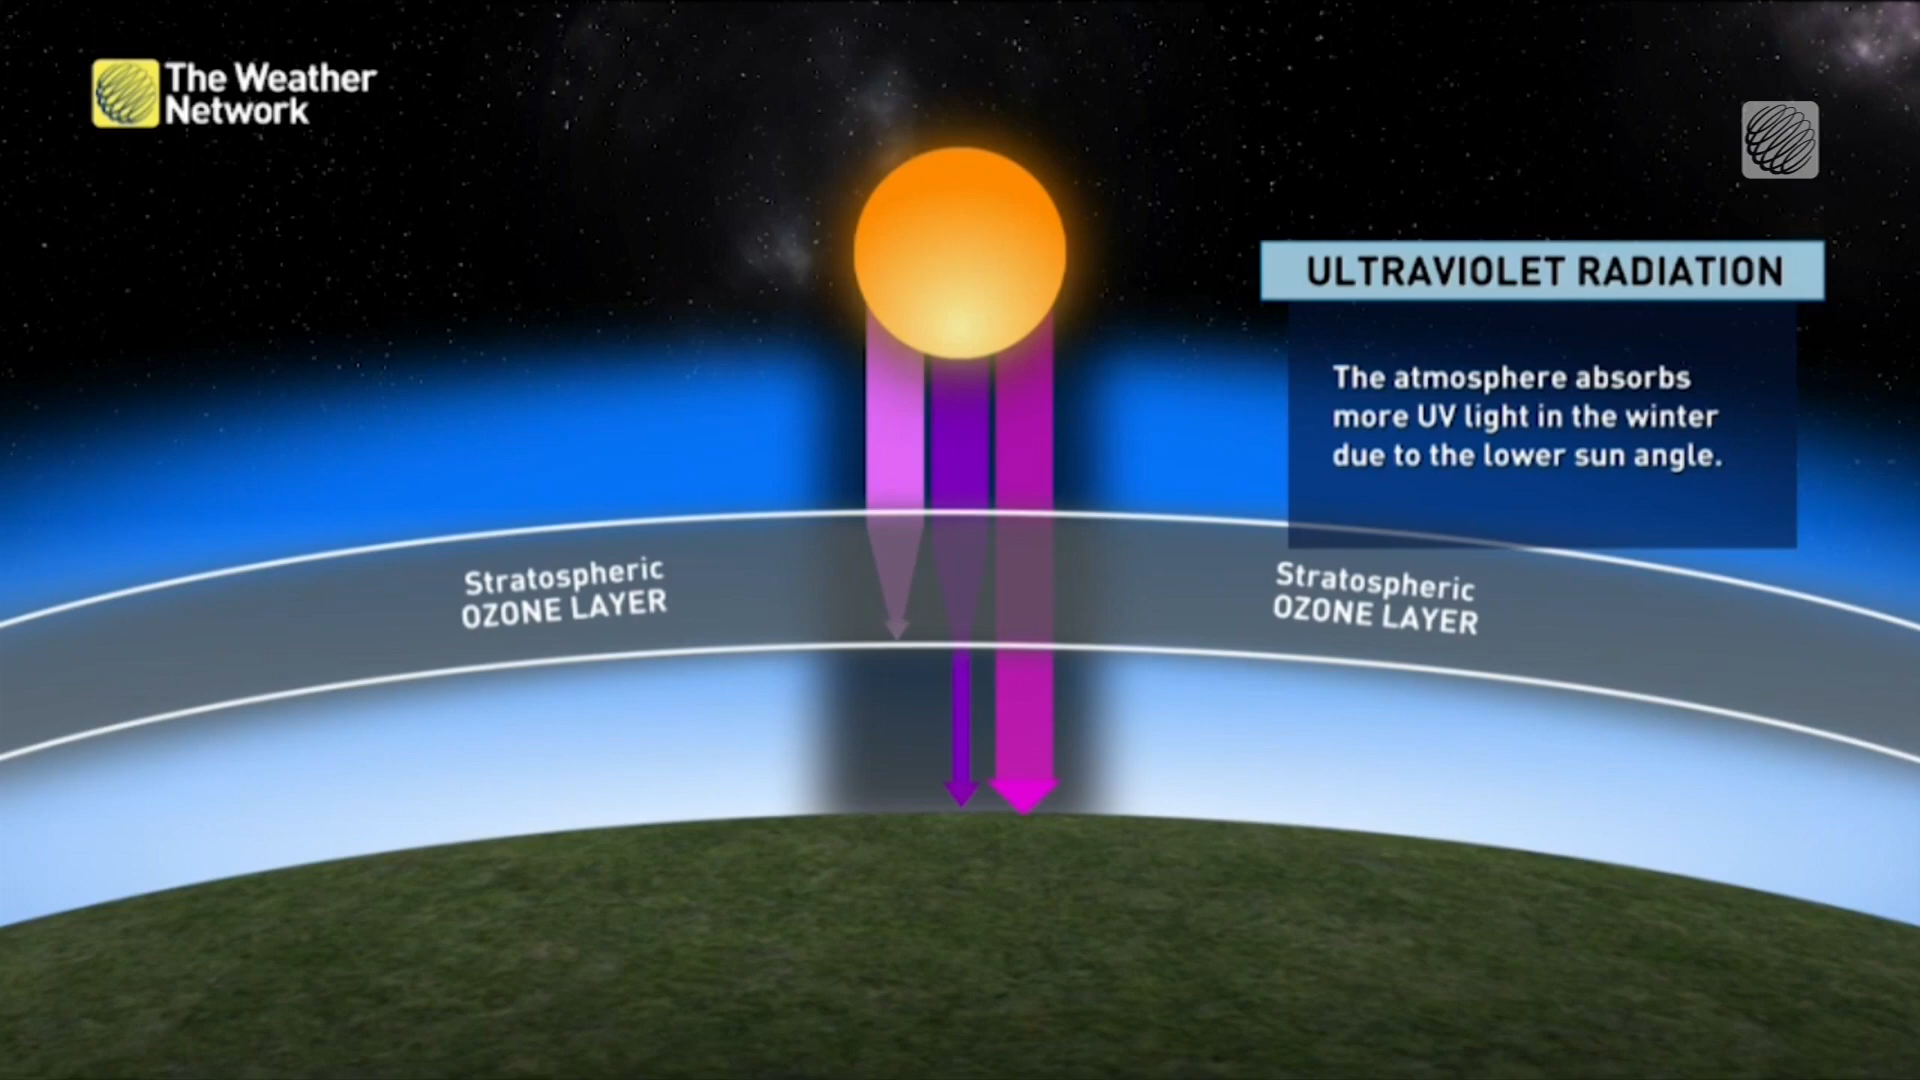 The Weather
Network
ULTRAVIOLET RADIATION
The atmosphere absorbs
more UV light in the winter
due to the lower sun angle.
Stratospheric
OZONE LAYER
Stratospheric
OZONE LAYER